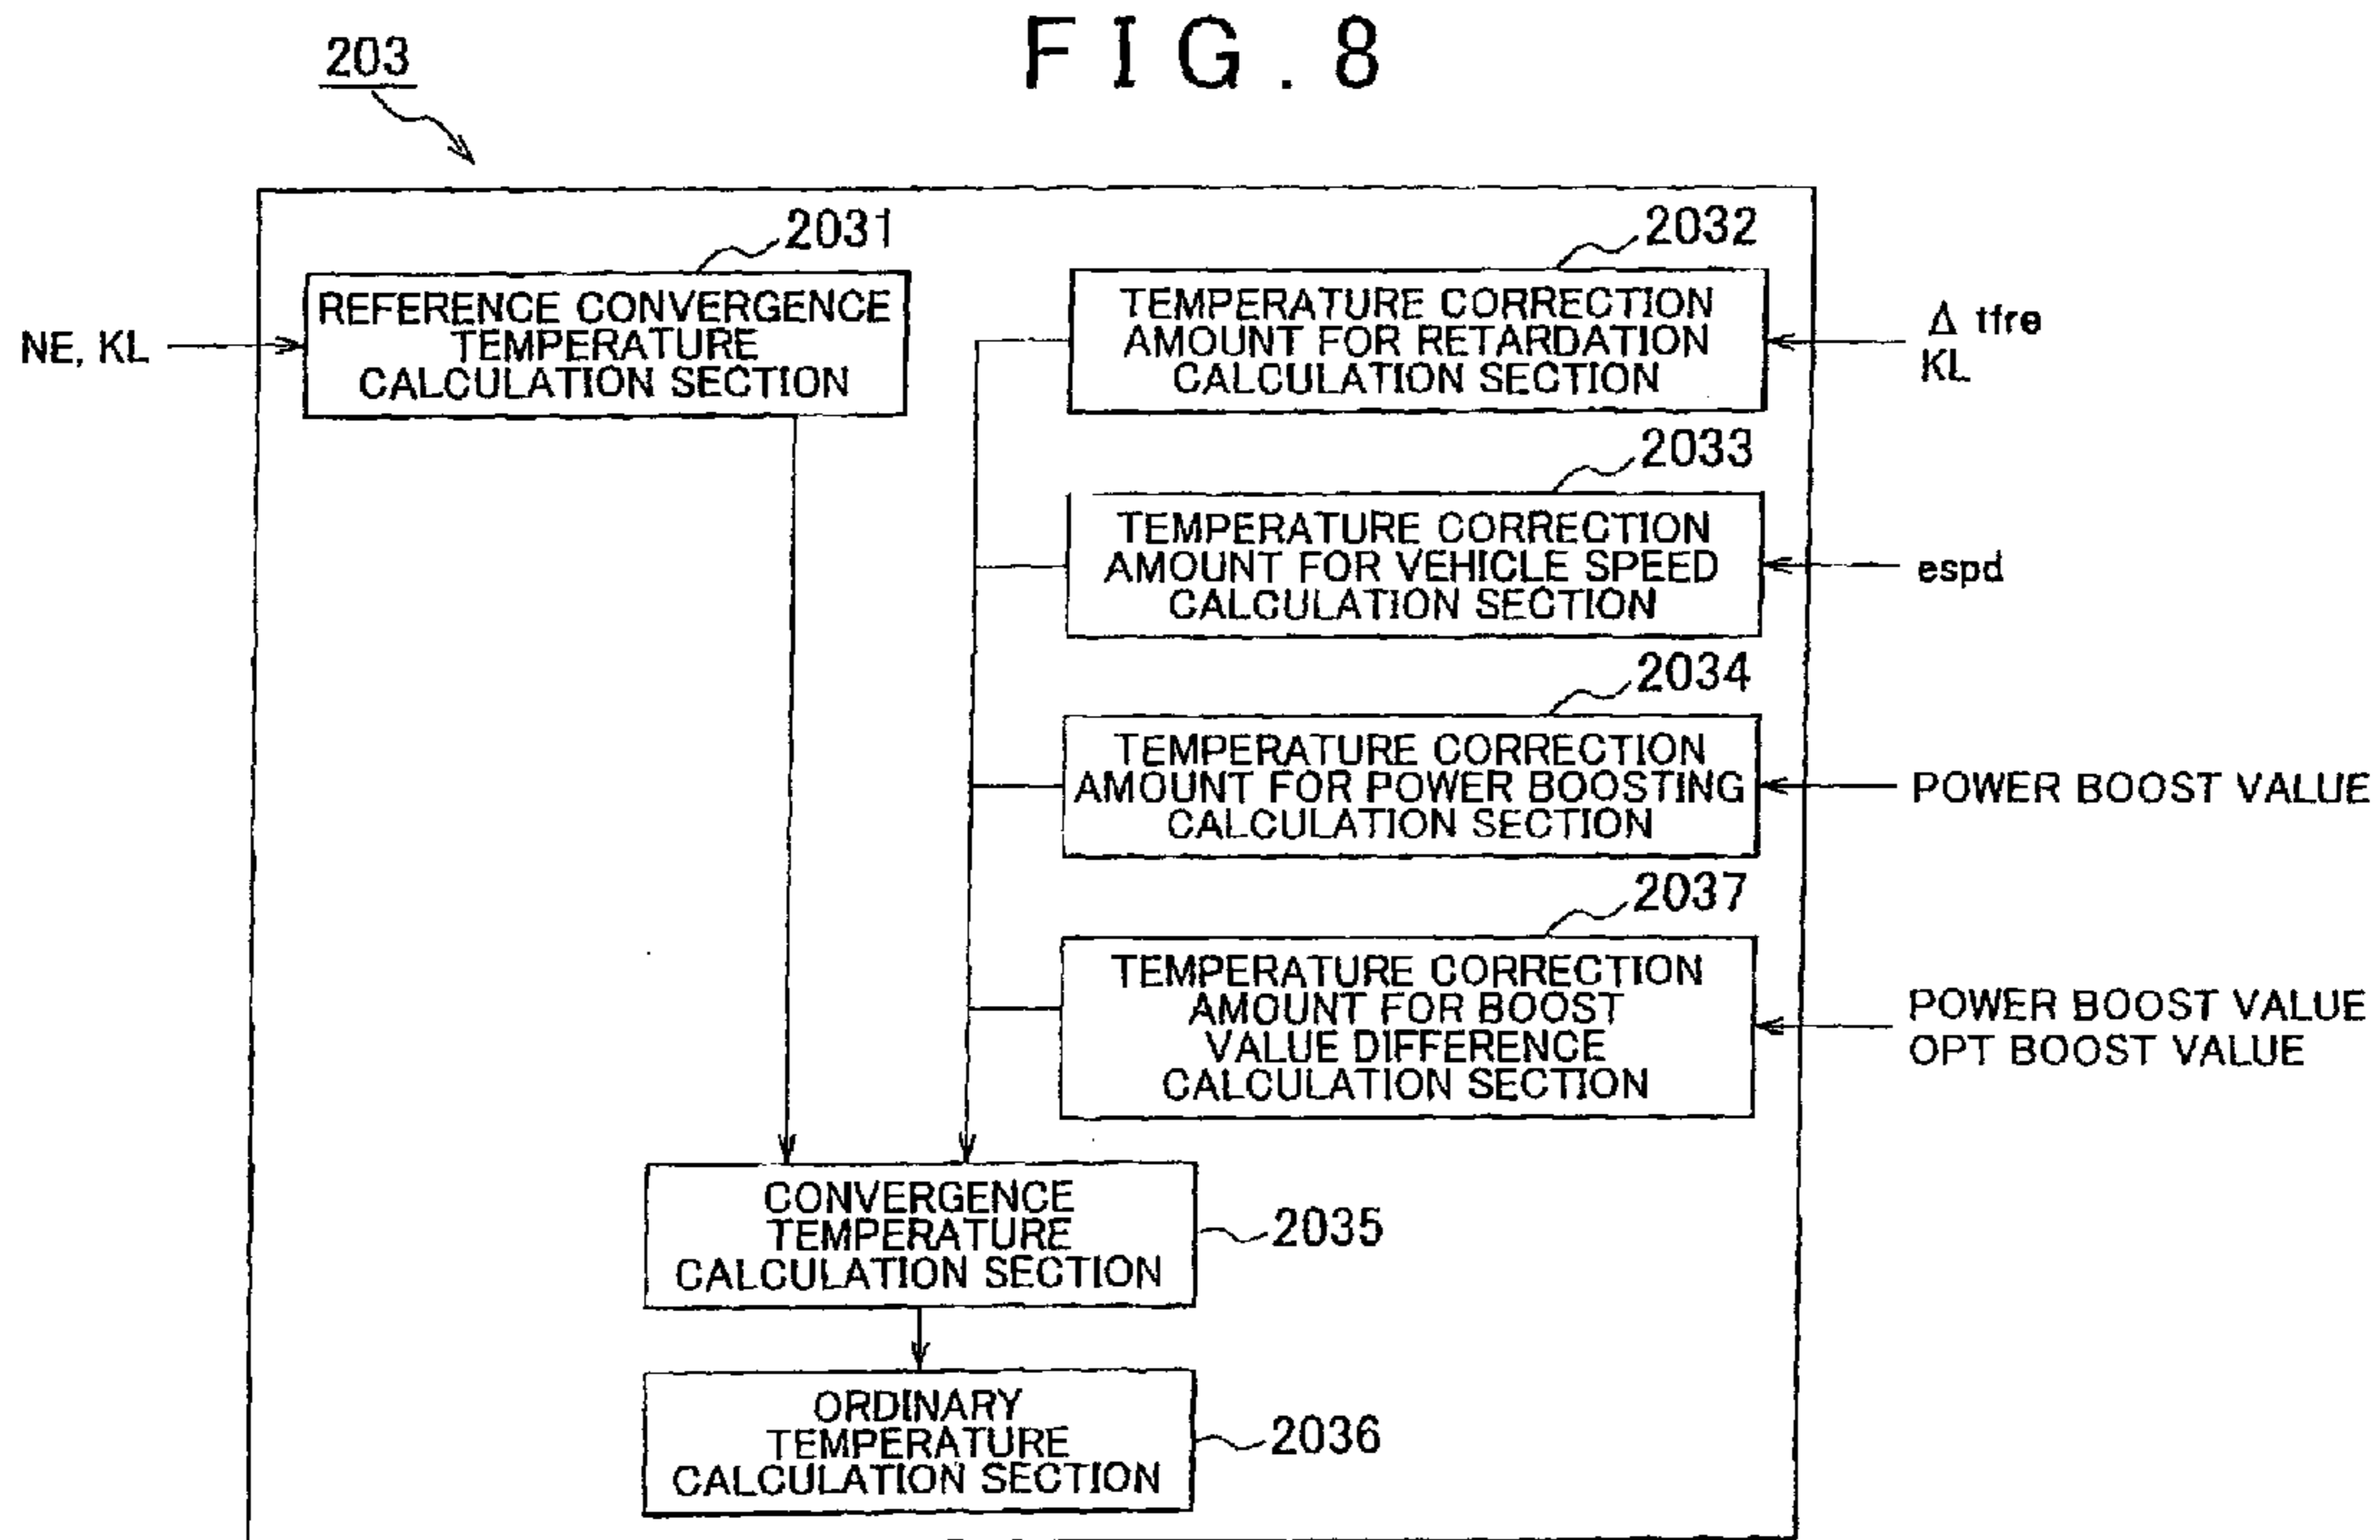 FIG. 8
203
2031
REFERENCE CONVERGENCE
TEMPERATURE
CALCULATION SECTION
NE, KL
2032
TEMPERATURE CORRECTION
AMOUNT FOR RETARDATION
CALCULATION SECTION
Δ tfre
KL
2033
TEMPERATURE CORRECTION
AMOUNT FOR VEHICLE SPEED
CALCULATION SECTION
espd
2034
TEMPERATURE CORRECTION
AMOUNT FOR POWER BOOSTING
CALCULATION SECTION
POWER BOOST VALUE
2037
TEMPERATURE CORRECTION
AMOUNT FOR BOOST
VALUE DIFFERENCE
CALCULATION SECTION
POWER BOOST VALUE
OPT BOOST VALUE
CONVERGENCE
TEMPERATURE
CALCULATION SECTION
2035
ORDINARY
TEMPERATURE
CALCULATION SECTION
2036